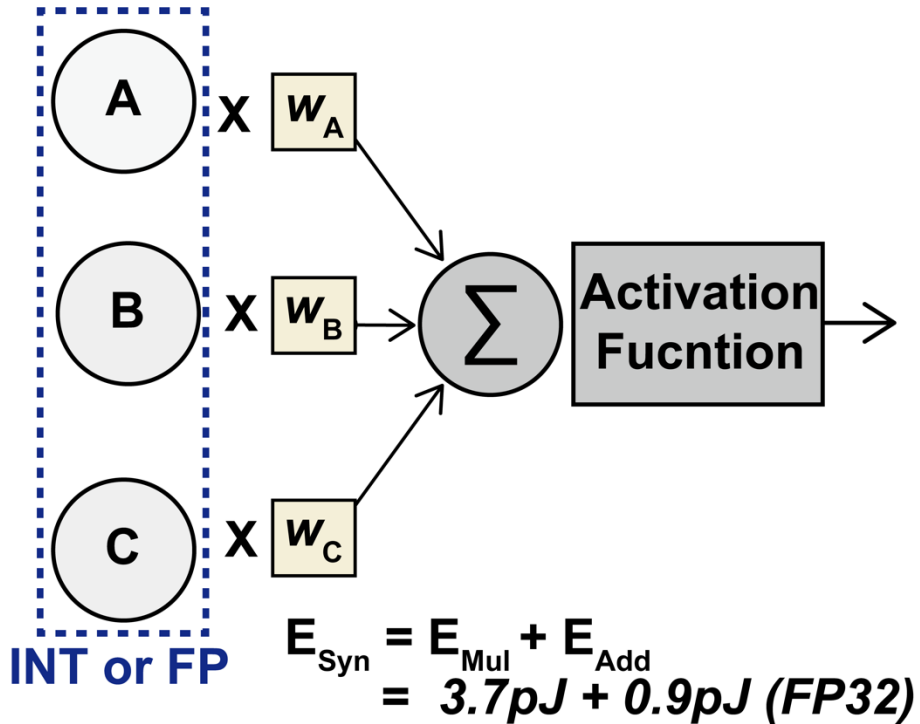 A X wA
B X wB
∑ Activation
Fucntion
C X wC
INT or FP
ESyn = EMul + EAdd
= 3.7pJ + 0.9pJ (FP32)